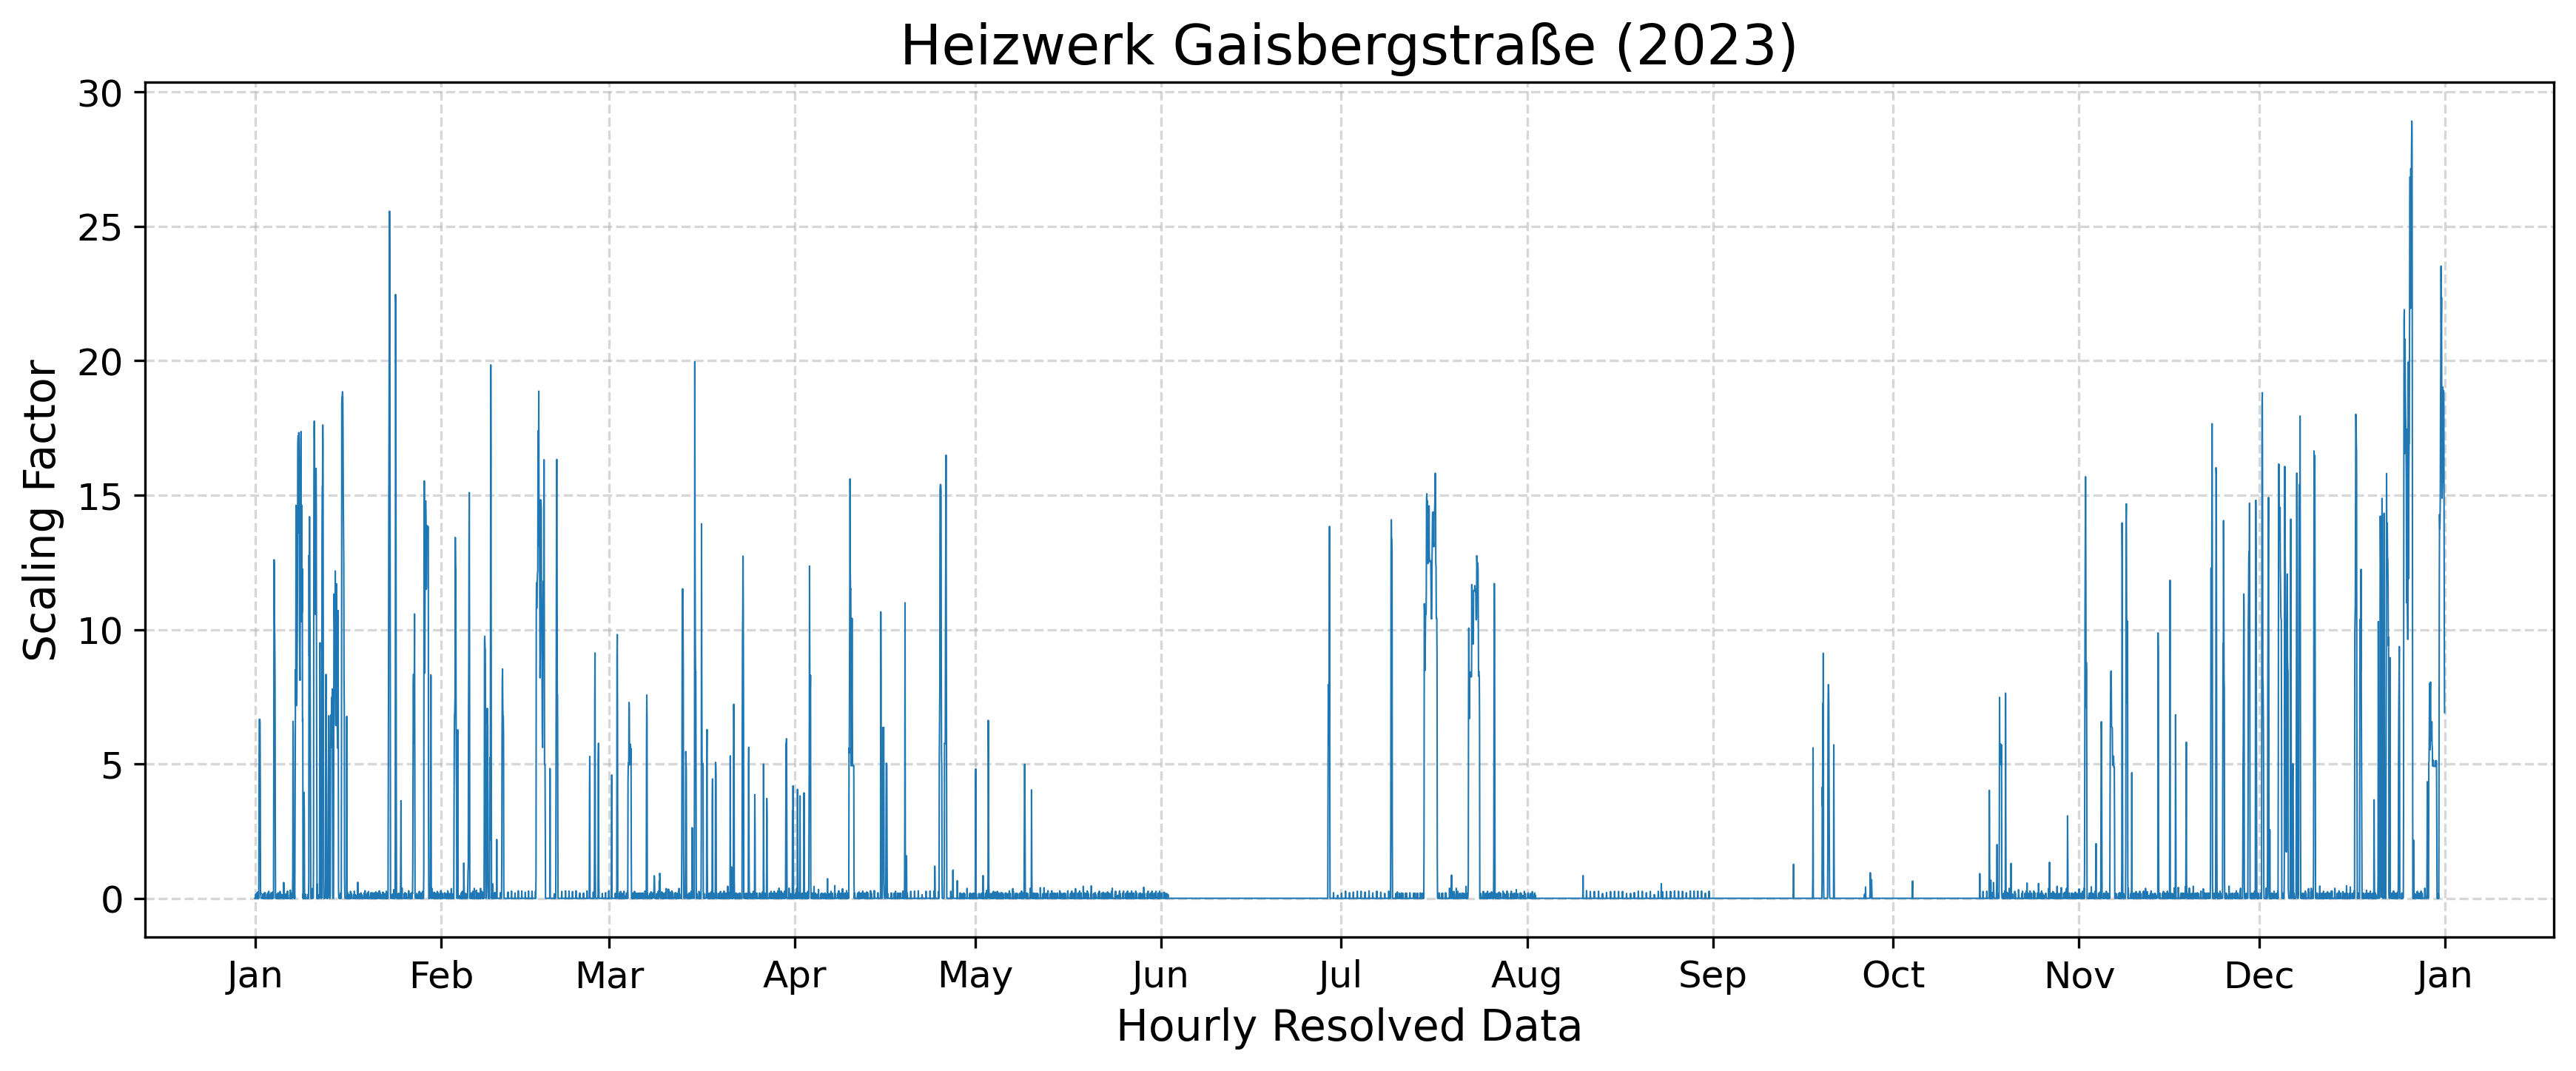 Heizwerk Gaisbergstraße (2023)
Scaling Factor
30
25
20
15
10
5
0
Jan Feb Mar Apr May Jun Jul Aug Sep Oct Nov Dec Jan
Hourly Resolved Data